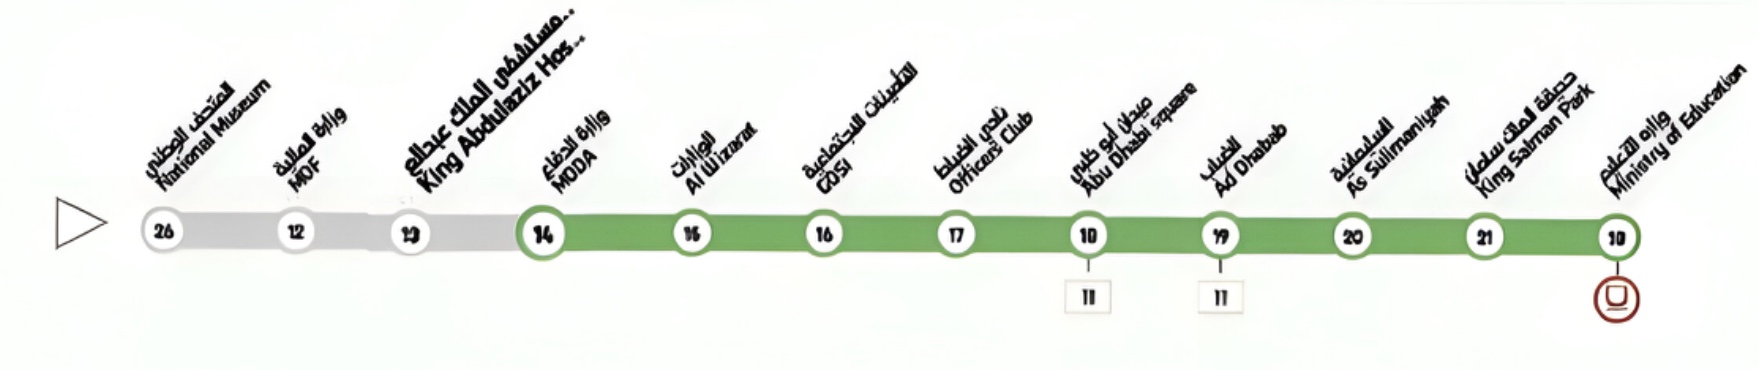 المتحف الوطني
National Museum
وزارة المالية
MOF
مستشفى الملك عبدالع...
King Abdulaziz Hos...
وزارة الدفاع
MODA
الوزارات
Al Wizarat
التأمينات الاجتماعية
GOSI
نادي الضباط
Officers Club
ميدان أبو ظبي
Abu Dhabi square
الضباب
Ad Dhabab
السليمانية
As Sulimaniyah
حديقة الملك سلمان
King Salman Park
وزارة التعليم
Ministry of Education
26
12
13
14
15
16
17
10
19
20
21
10
11
11